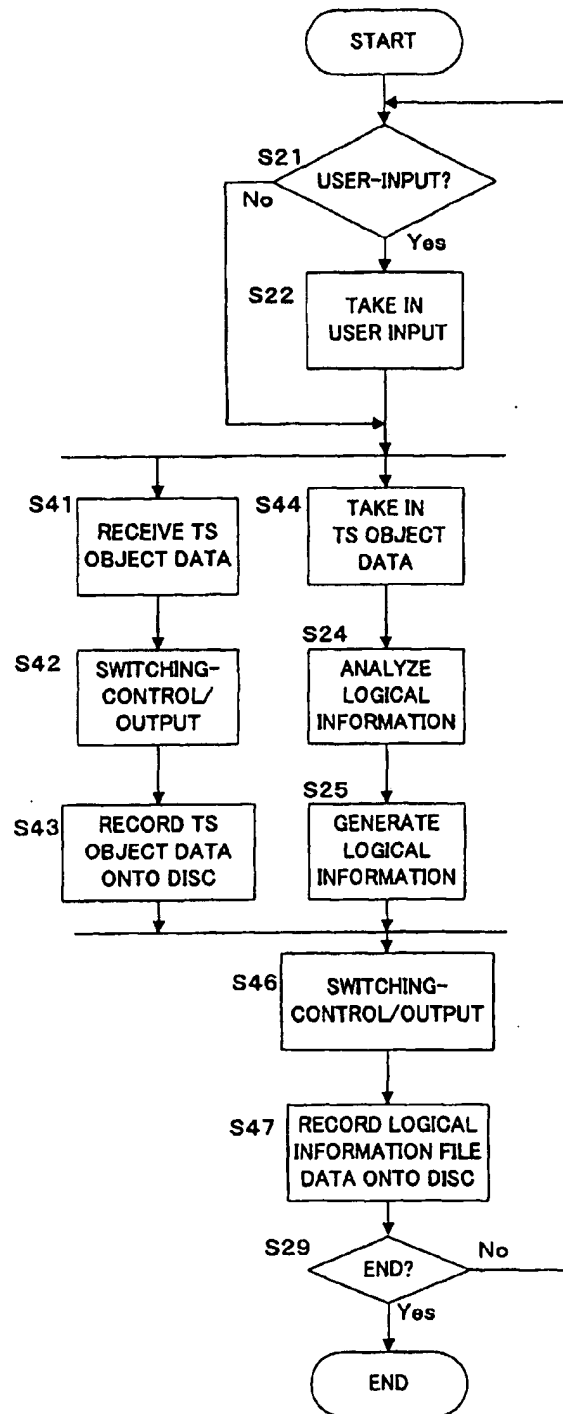 START
S21
USER-INPUT?
No
Yes
S22
TAKE IN
USER INPUT
S41
RECEIVE TS
OBJECT DATA
S44
TAKE IN
TS OBJECT
DATA
S42
SWITCHING-
CONTROL/
OUTPUT
S24
ANALYZE
LOGICAL
INFORMATION
S43
RECORD TS
OBJECT DATA
ONTO DISC
S25
GENERATE
LOGICAL
INFORMATION
S46
SWITCHING-
CONTROL/OUTPUT
S47
RECORD LOGICAL
INFORMATION FILE
DATA ONTO DISC
S29
END?
No
Yes
END